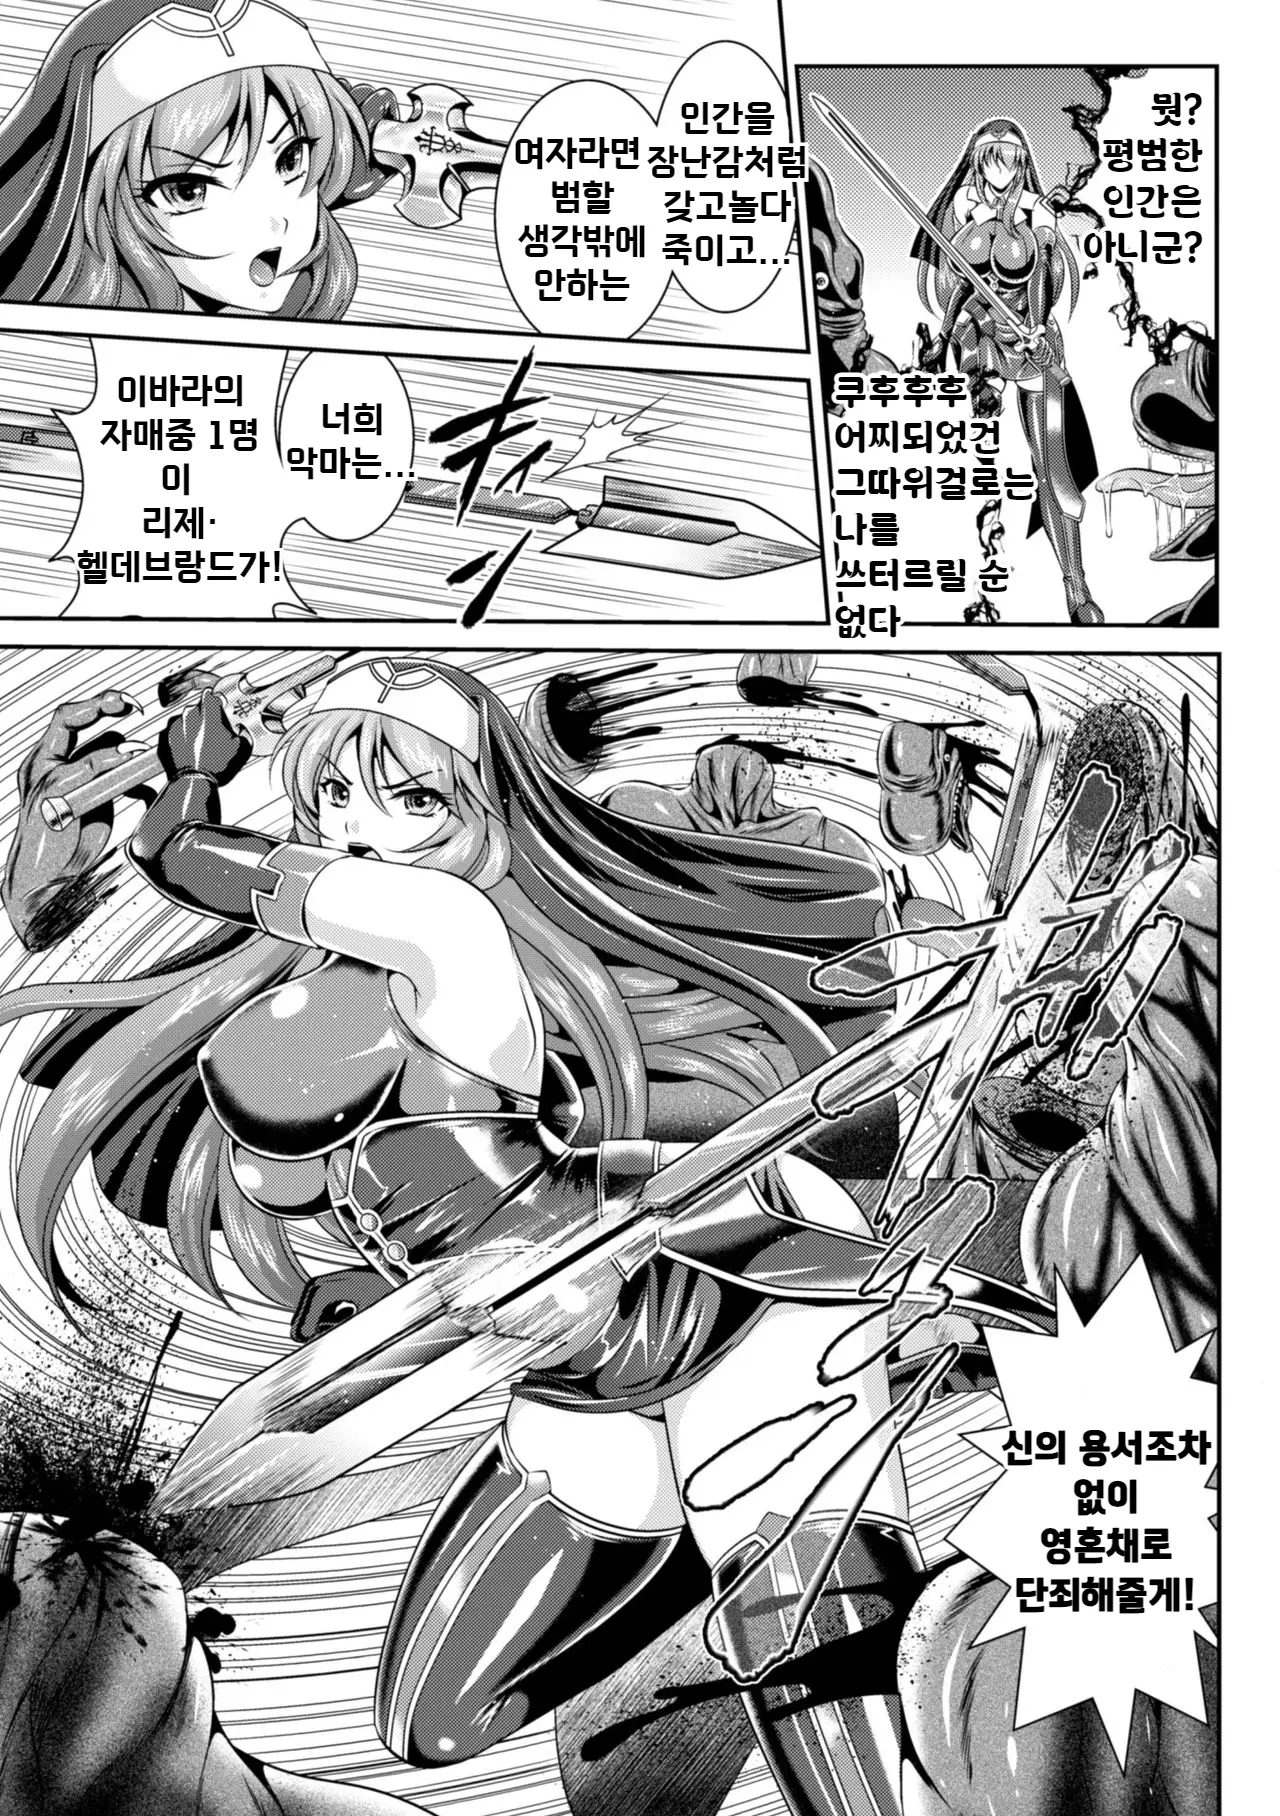 뭣?
평범한
인간은
아니군?
쿠후후후
어찌되었건
그따위걸로는
나를
쓰터르릴 순
없다
인간을
장난감처럼
갖고놀다
죽이고...
여자라면
범할
생각밖에
안하는
너희
악마는...
이바라의
자매중 1명
이
리제·
헬데브랑드가!
신의 용서조차
없이
영혼채로
단죄해줄게!